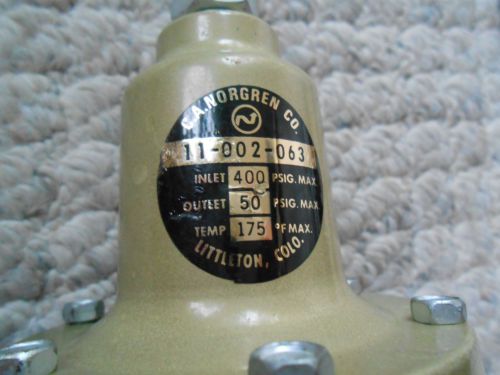 C.A.NORGREN CO.
11-002-063
INLET 400 PSIG. MAX.
OUTLET 50 PSIG. MAX.
TEMP 175 °F MAX.
LITTLETON, COLO.